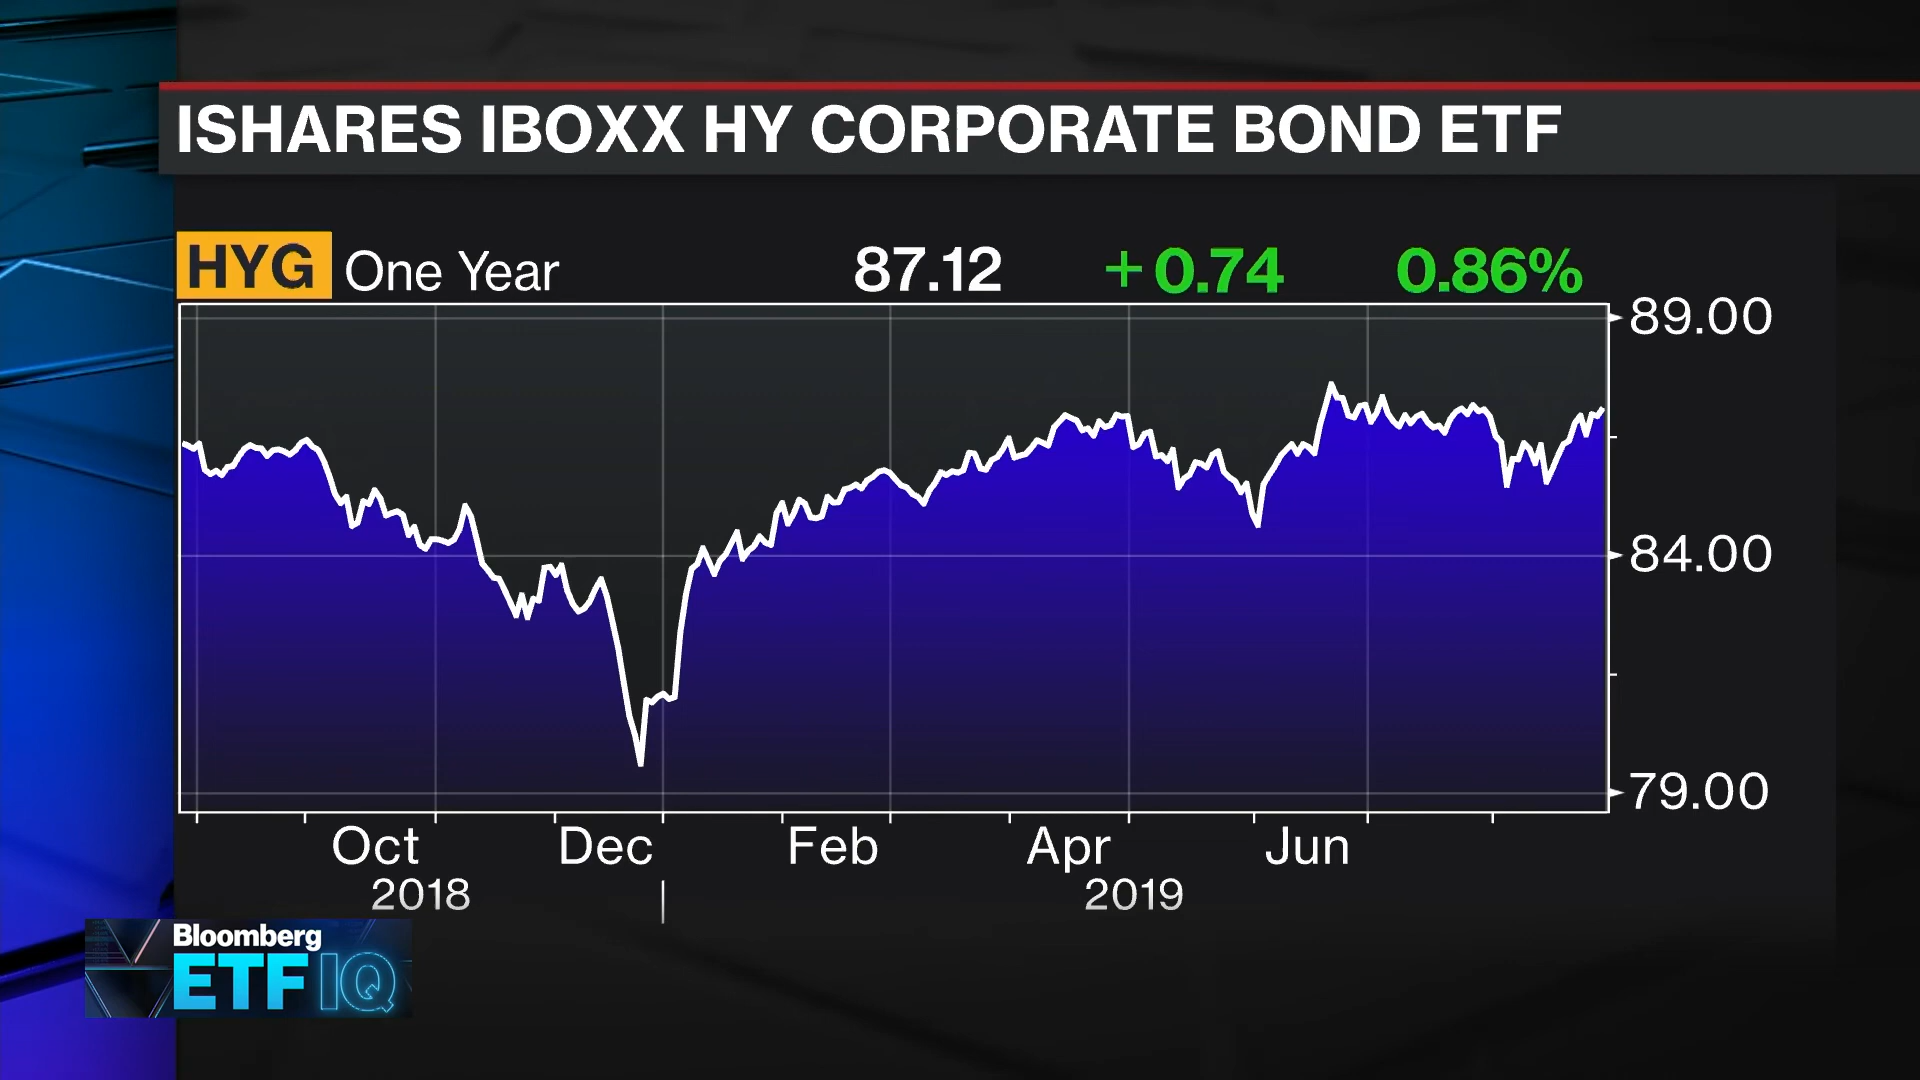 ISHARES IBOXX HY CORPORATE BOND ETF
HYG One Year 87.12 +0.74 0.86%
89.00
84.00
79.00
Oct Dec Feb Apr Jun
2018 2019
Bloomberg
ETF IQ